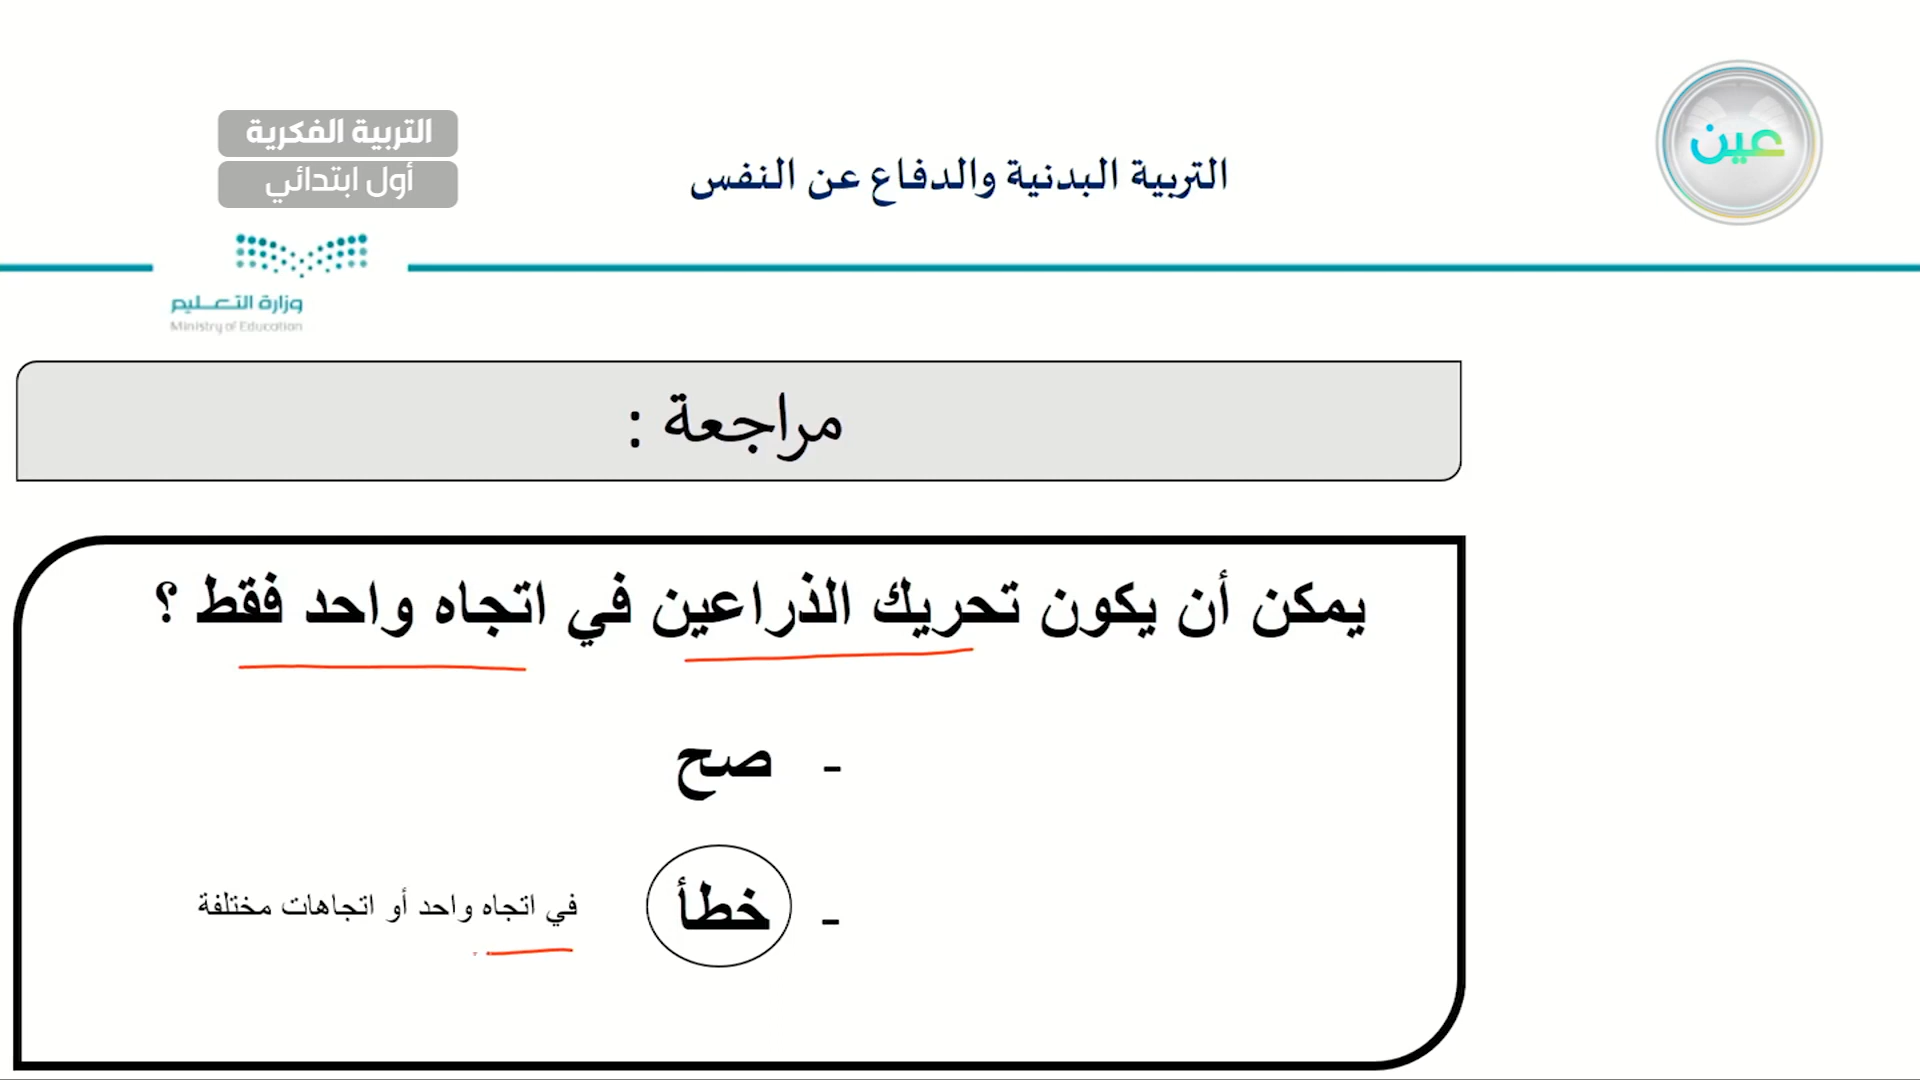 عين
التربية البدنية والدفاع عن النفس
التربية الفكرية
أول ابتدائي
وزارة التعليم
Ministry of Education
مراجعة :
يمكن أن يكون تحريك الذراعين في اتجاه واحد فقط ؟
- صح
- خطأ
في اتجاه واحد أو اتجاهات مختلفة